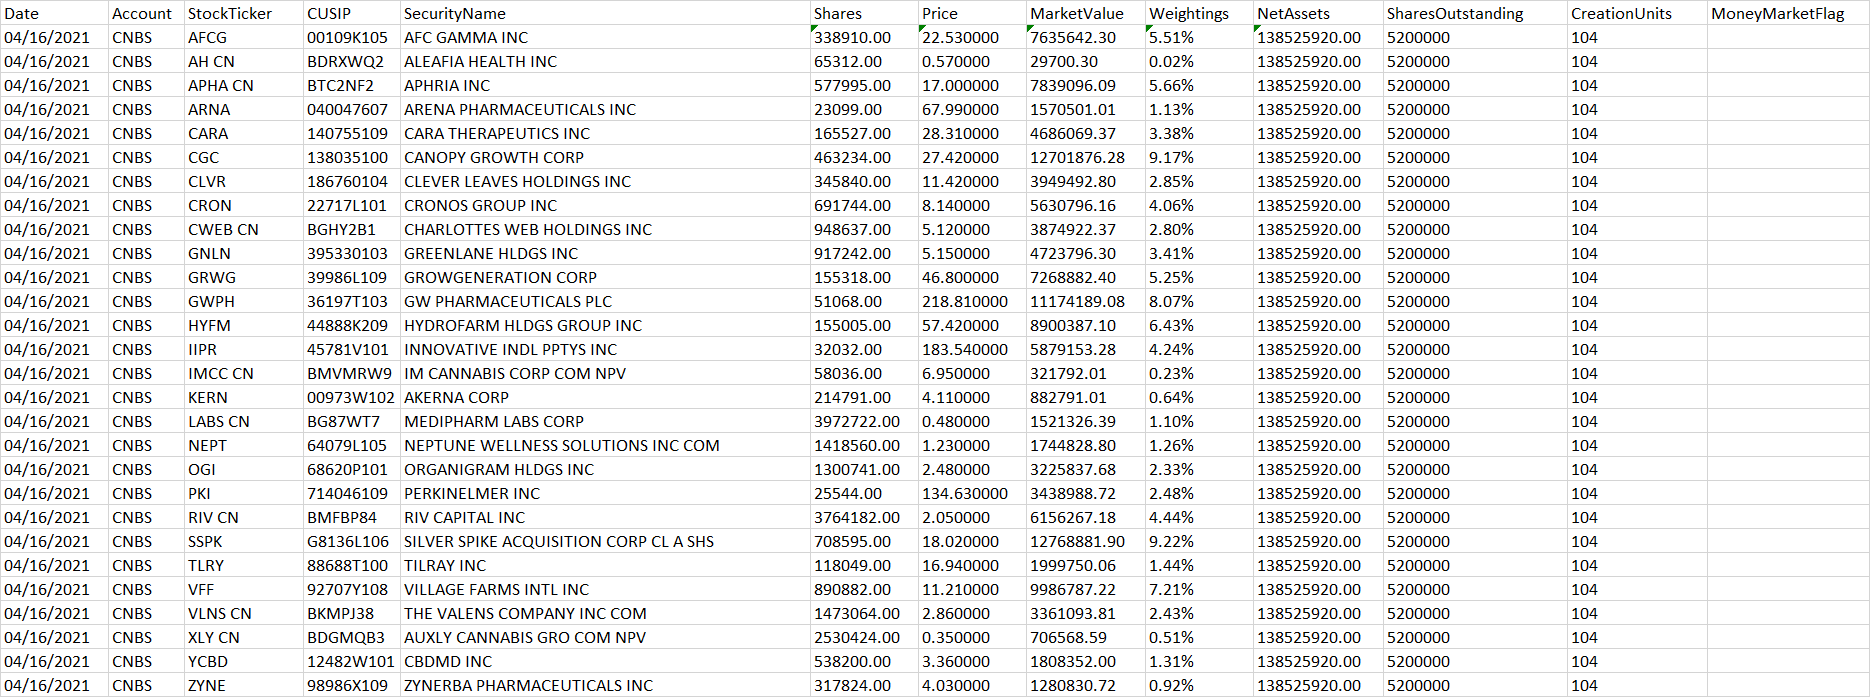 Date Account StockTicker CUSIP SecurityName Shares Price MarketValue Weightings NetAssets SharesOutstanding CreationUnits MoneyMarketFlag
04/16/2021 CNBS AFCG 00109K105 AFC GAMMA INC 338910.00 22.530000 7635642.30 5.51% 138525920.00 5200000 104
04/16/2021 CNBS AH CN BDRXWQ2 ALEAFIA HEALTH INC 65312.00 0.570000 29700.30 0.02% 138525920.00 5200000 104
04/16/2021 CNBS APHA CN BTC2NF2 APHRIA INC 577995.00 17.000000 7839096.09 5.66% 138525920.00 5200000 104
04/16/2021 CNBS ARNA 040047607 ARENA PHARMACEUTICALS INC 23099.00 67.990000 1570501.01 1.13% 138525920.00 5200000 104
04/16/2021 CNBS CARA 140755109 CARA THERAPEUTICS INC 165527.00 28.310000 4686069.37 3.38% 138525920.00 5200000 104
04/16/2021 CNBS CGC 138035100 CANOPY GROWTH CORP 463234.00 27.420000 12701876.28 9.17% 138525920.00 5200000 104
04/16/2021 CNBS CLVR 186760104 CLEVER LEAVES HOLDINGS INC 345840.00 11.420000 3949492.80 2.85% 138525920.00 5200000 104
04/16/2021 CNBS CRON 22717L101 CRONOS GROUP INC 691744.00 8.140000 5630796.16 4.06% 138525920.00 5200000 104
04/16/2021 CNBS CWEB CN BGHY2B1 CHARLOTTES WEB HOLDINGS INC 948637.00 5.120000 3874922.37 2.80% 138525920.00 5200000 104
04/16/2021 CNBS GNLN 395330103 GREENLANE HLDGS INC 917242.00 5.150000 4723796.30 3.41% 138525920.00 5200000 104
04/16/2021 CNBS GRWG 39986L109 GROWGENERATION CORP 155318.00 46.800000 7268882.40 5.25% 138525920.00 5200000 104
04/16/2021 CNBS GWPH 36197T103 GW PHARMACEUTICALS PLC 51068.00 218.810000 11174189.08 8.07% 138525920.00 5200000 104
04/16/2021 CNBS HYFM 44888K209 HYDROFARM HLDGS GROUP INC 155005.00 57.420000 8900387.10 6.43% 138525920.00 5200000 104
04/16/2021 CNBS IIPR 45781V101 INNOVATIVE INDL PPTYS INC 32032.00 183.540000 5879153.28 4.24% 138525920.00 5200000 104
04/16/2021 CNBS IMCC CN BMVMRW9 IM CANNABIS CORP COM NPV 58036.00 6.950000 321792.01 0.23% 138525920.00 5200000 104
04/16/2021 CNBS KERN 00973W102 AKERNA CORP 214791.00 4.110000 882791.01 0.64% 138525920.00 5200000 104
04/16/2021 CNBS LABS CN BG87WT7 MEDIPHARM LABS CORP 3972722.00 0.480000 1521326.39 1.10% 138525920.00 5200000 104
04/16/2021 CNBS NEPT 64079L105 NEPTUNE WELLNESS SOLUTIONS INC COM 1418560.00 1.230000 1744828.80 1.26% 138525920.00 5200000 104
04/16/2021 CNBS OGI 68620P101 ORGANIGRAM HLDGS INC 1300741.00 2.480000 3225837.68 2.33% 138525920.00 5200000 104
04/16/2021 CNBS PKI 714046109 PERKINELMER INC 25544.00 134.630000 3438988.72 2.48% 138525920.00 5200000 104
04/16/2021 CNBS RIV CN BMFBP84 RIV CAPITAL INC 3764182.00 2.050000 6156267.18 4.44% 138525920.00 5200000 104
04/16/2021 CNBS SSPK G8136L106 SILVER SPIKE ACQUISITION CORP CL A SHS 708595.00 18.020000 12768881.90 9.22% 138525920.00 5200000 104
04/16/2021 CNBS TLRY 88688T100 TILRAY INC 118049.00 16.940000 1999750.06 1.44% 138525920.00 5200000 104
04/16/2021 CNBS VFF 92707Y108 VILLAGE FARMS INTL INC 890882.00 11.210000 9986787.22 7.21% 138525920.00 5200000 104
04/16/2021 CNBS VLNS CN BKMPJ38 THE VALENS COMPANY INC COM 1473064.00 2.860000 3361093.81 2.43% 138525920.00 5200000 104
04/16/2021 CNBS XLY CN BDGMQB3 AUXLY CANNABIS GRO COM NPV 2530424.00 0.350000 706568.59 0.51% 138525920.00 5200000 104
04/16/2021 CNBS YCBD 12482W101 CBDMD INC 538200.00 3.360000 1808352.00 1.31% 138525920.00 5200000 104
04/16/2021 CNBS ZYNE 98986X109 ZYNERBA PHARMACEUTICALS INC 317824.00 4.030000 1280830.72 0.92% 138525920.00 5200000 104